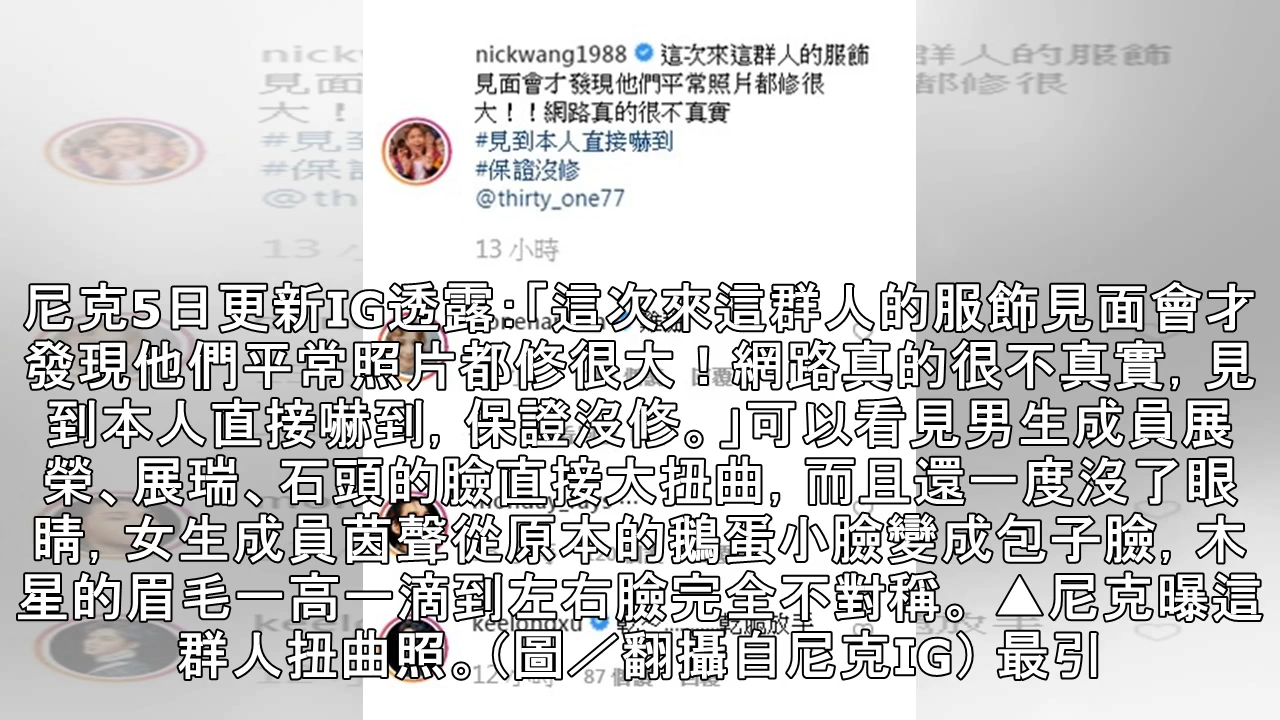 nickwang1988 這次來這群人的服飾
見面會才發現他們平常照片都修很
大！！網路真的很不真實
#見到本人直接嚇到
#保證沒修
@thirty_one77
13 小時
尼克5日更新IG透露：「這次來這群人的服飾見面會才
發現他們平常照片都修很大！網路真的很不真實，見
到本人直接嚇到，保證沒修。」可以看見男生成員展
榮、展瑞、石頭的臉直接大扭曲，而且還一度沒了眼
睛，女生成員茵聲從原本的鵝蛋小臉變成包子臉，木
星的眉毛一高一滴到左右臉完全不對稱。 ▲尼克曝這
群人扭曲照。（圖／翻攝自尼克IG） 最引
keelongxu
12小時 87 個讚 回覆